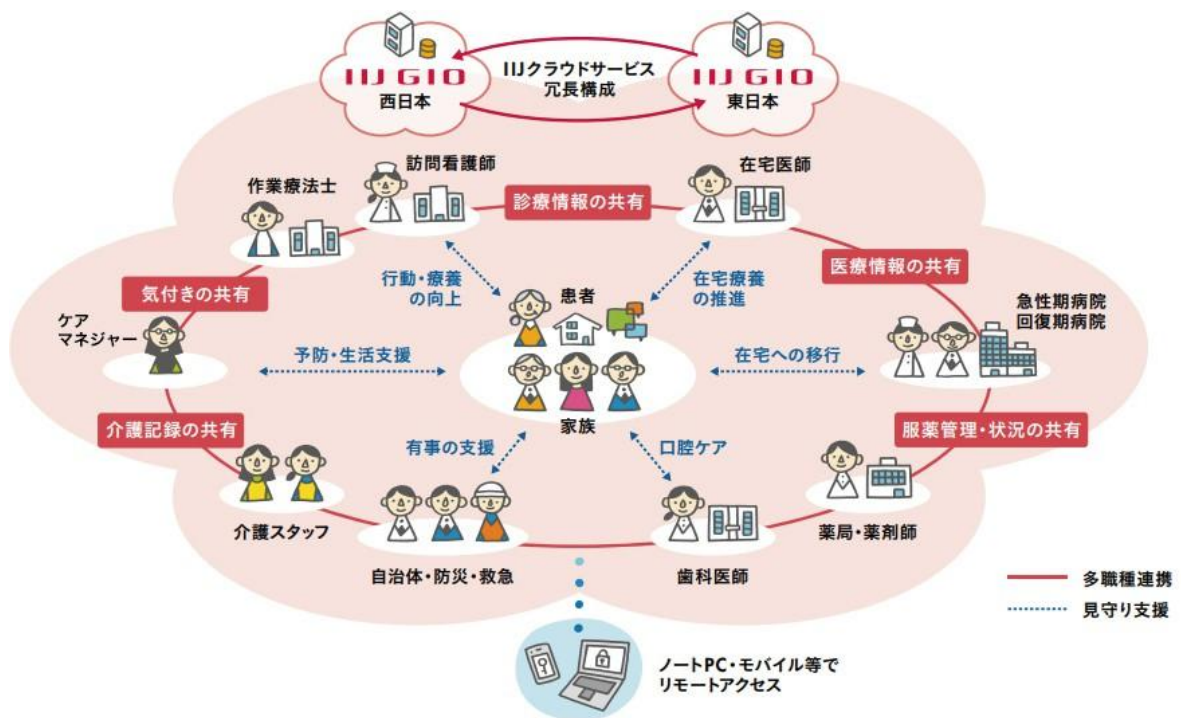 IIJ GIO
西日本
IIJクラウドサービス
冗長構成
IIJ GIO
東日本
訪問看護師
在宅医師
作業療法士
診療情報の共有
医療情報の共有
気付きの共有
行動・療養
の向上
患者
在宅療養
の推進
急性期病院
回復期病院
ケア
マネジャー
予防・生活支援
在宅への移行
家族
介護記録の共有
服薬管理・状況の共有
有事の支援
口腔ケア
介護スタッフ
薬局・薬剤師
自治体・防災・救急
歯科医師
多職種連携
見守り支援
ノートPC・モバイル等で
リモートアクセス